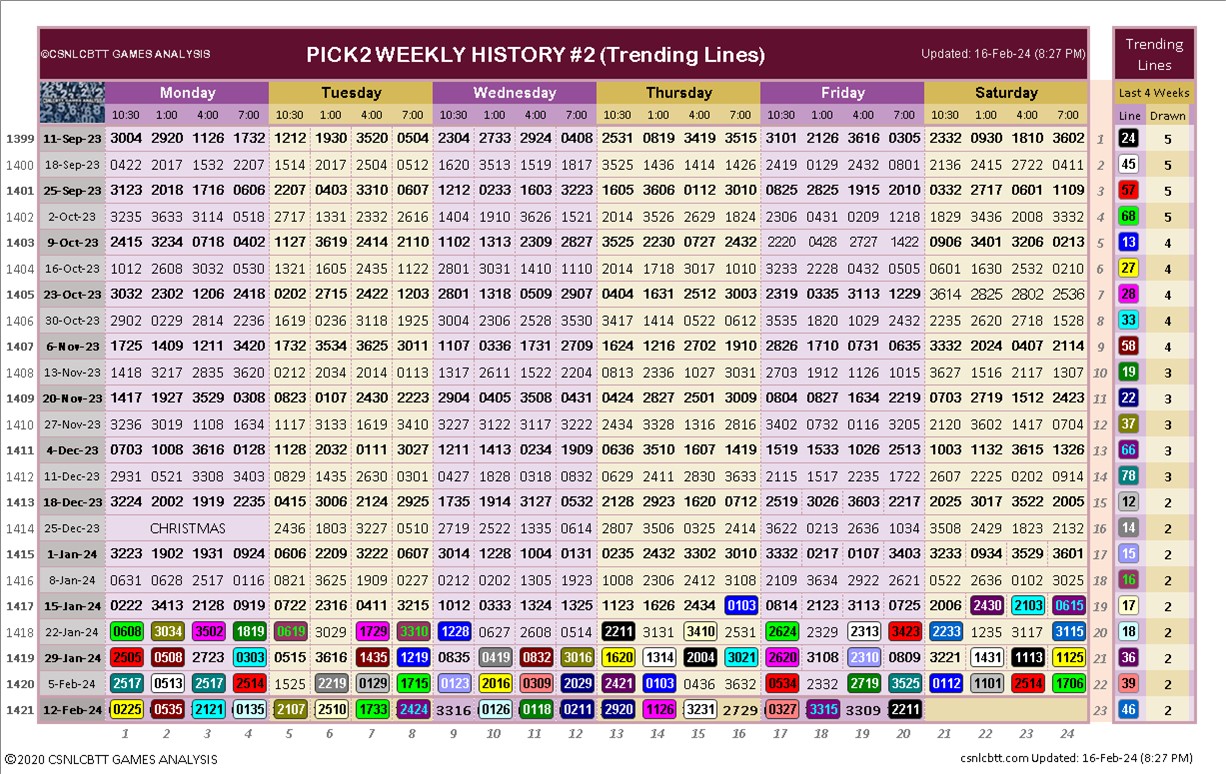 ©CSNLCBTT GAMES ANALYSIS PICK2 WEEKLY HISTORY #2 (Trending Lines) Updated: 16-Feb-24 (8:27 PM) Trending Lines
Monday Tuesday Wednesday Thursday Friday Saturday Last 4 Weeks
10:30 1:00 4:00 7:00 10:30 1:00 4:00 7:00 10:30 1:00 4:00 7:00 10:30 1:00 4:00 7:00 10:30 1:00 4:00 7:00 10:30 1:00 4:00 7:00 Line Drawn
1399 11-Sep-23 3004 2920 1126 1732 1212 1930 3520 0504 2304 2733 2924 0408 2531 0819 3419 3515 3101 2126 3616 0305 2332 0930 1810 3602 1 24 5
1400 18-Sep-23 0422 2017 1532 2207 1514 2017 2504 0512 1620 3513 1519 1817 3525 1436 1414 1400 2419 0129 2432 0801 2136 2415 2722 0411 2 45 5
1401 25-Sep-23 3123 2018 1716 0606 2207 0403 3310 0607 1212 0233 1603 3223 1605 3606 0112 3010 0825 2825 1915 2010 0332 2717 0601 1109 3 57 5
1402 2-Oct-23 3235 3633 3114 0518 2717 1331 2332 2616 1404 1910 3626 1521 2014 3526 2629 1824 2306 0431 0209 1218 1829 3436 2008 3332 4 68 5
1403 9-Oct-23 2415 3234 0718 0402 1127 3619 2414 2110 1102 1313 2309 2827 3525 2230 0727 2432 2220 0428 2727 1422 0906 3401 3206 0213 5 13 4
1404 16-Oct-23 1012 2608 3032 0530 1321 1605 2435 1122 2801 3031 1410 1110 2014 1718 3017 1010 3233 2228 0432 0505 0601 1630 2532 0210 6 27 4
1405 23-Oct-23 3032 2302 1206 2418 0202 2715 2422 1203 2801 1318 0509 2907 0404 1631 2512 3003 2319 0335 3113 1229 3614 2825 2802 2536 7 28 4
1406 30-Oct-23 2902 0229 2814 2236 1619 0236 3118 1925 3004 2306 2528 3530 3417 1414 0522 0612 3535 1820 1029 2432 2235 2620 2718 1528 8 33 4
1407 6-Nov-23 1725 1409 1211 3420 1732 3534 3625 3011 1107 0336 1731 2709 1624 1216 2702 1910 2826 1710 0731 0635 3332 2024 0407 2114 9 58 4
1408 13-Nov-23 1418 3217 2835 3620 0212 2034 2014 0113 1317 2611 1522 2204 0813 2336 1027 3031 2703 1912 1126 1015 3627 1516 2117 1307 10 19 3
1409 20-Nov-23 1417 1927 3529 0308 0823 0107 2430 2223 2904 0405 3508 0431 0424 2827 2501 3009 0804 0827 1634 2219 0703 2719 1512 2423 11 22 3
1410 27-Nov-23 3236 3019 1108 1634 1117 3133 1619 3410 3227 3122 3117 3222 2434 3328 1316 2816 3402 0732 0116 3205 2120 3602 1417 0704 12 37 3
1411 4-Dec-23 0703 1008 3616 0128 1128 2032 0111 3021 1211 1413 0234 1909 0636 3510 1607 1419 1519 1533 1026 2513 1003 1132 3615 1326 13 66 3
1412 11-Dec-23 2931 0521 3308 3403 0829 1435 2630 0301 0427 1828 0318 0832 0629 2411 2830 3633 2115 1517 2235 1722 2607 2225 0202 0914 14 78 3
1413 18-Dec-23 3224 2002 1919 2235 0415 3006 2124 2925 1735 1914 3127 0532 2128 2923 1620 0712 2519 3026 3603 2217 2025 3017 3522 2005 15 12 2
1414 25-Dec-23 CHRISTMAS 2436 1803 3227 0510 2719 2522 1335 0614 2807 3506 0325 2414 3622 0213 2636 1034 3508 2429 1823 2132 16 14 2
1415 1-Jan-24 3223 1902 1931 0924 0606 2209 3222 0607 3014 1228 1004 0131 0235 2432 3302 3010 3332 0217 0107 3403 3233 0934 3529 3601 17 15 2
1416 8-Jan-24 0631 0628 2517 0116 0821 3625 1909 0227 0212 0202 1305 1923 1008 2306 2412 3108 2109 3634 2922 2621 0522 2636 0102 3025 18 16 2
1417 15-Jan-24 0222 3413 2128 0919 0722 2316 0411 3215 1012 0333 1324 1325 1123 1626 2434 0103 0814 2123 3113 0725 2006 2430 2103 0615 19 17 2
1418 22-Jan-24 0608 3034 3502 1819 0619 3029 1729 3310 1228 0627 2608 0514 2211 3131 3410 2531 2624 2329 2313 3423 2233 1235 3117 3115 20 18 2
1419 29-Jan-24 2505 0508 2723 0303 0515 3616 1435 1219 0835 0419 0832 3016 1620 1314 2004 3021 2620 3108 2310 0809 3221 1431 1113 1125 21 36 2
1420 5-Feb-24 2517 0513 2517 2514 1525 2219 0129 1715 0123 2016 0309 2029 2421 0103 0436 3632 0534 2332 2719 3525 0112 1101 2514 1706 22 39 2
1421 12-Feb-24 0225 0535 2121 0135 2107 2510 1733 2424 3316 0126 0118 0211 2920 1126 3231 2729 0327 3315 3309 2211 23 46 2
1 2 3 4 5 6 7 8 9 10 11 12 13 14 15 16 17 18 19 20 21 22 23 24
©2020 CSNLCBTT GAMES ANALYSIS csnlcbtt.com Updated: 16-Feb-24 (8:27 PM)